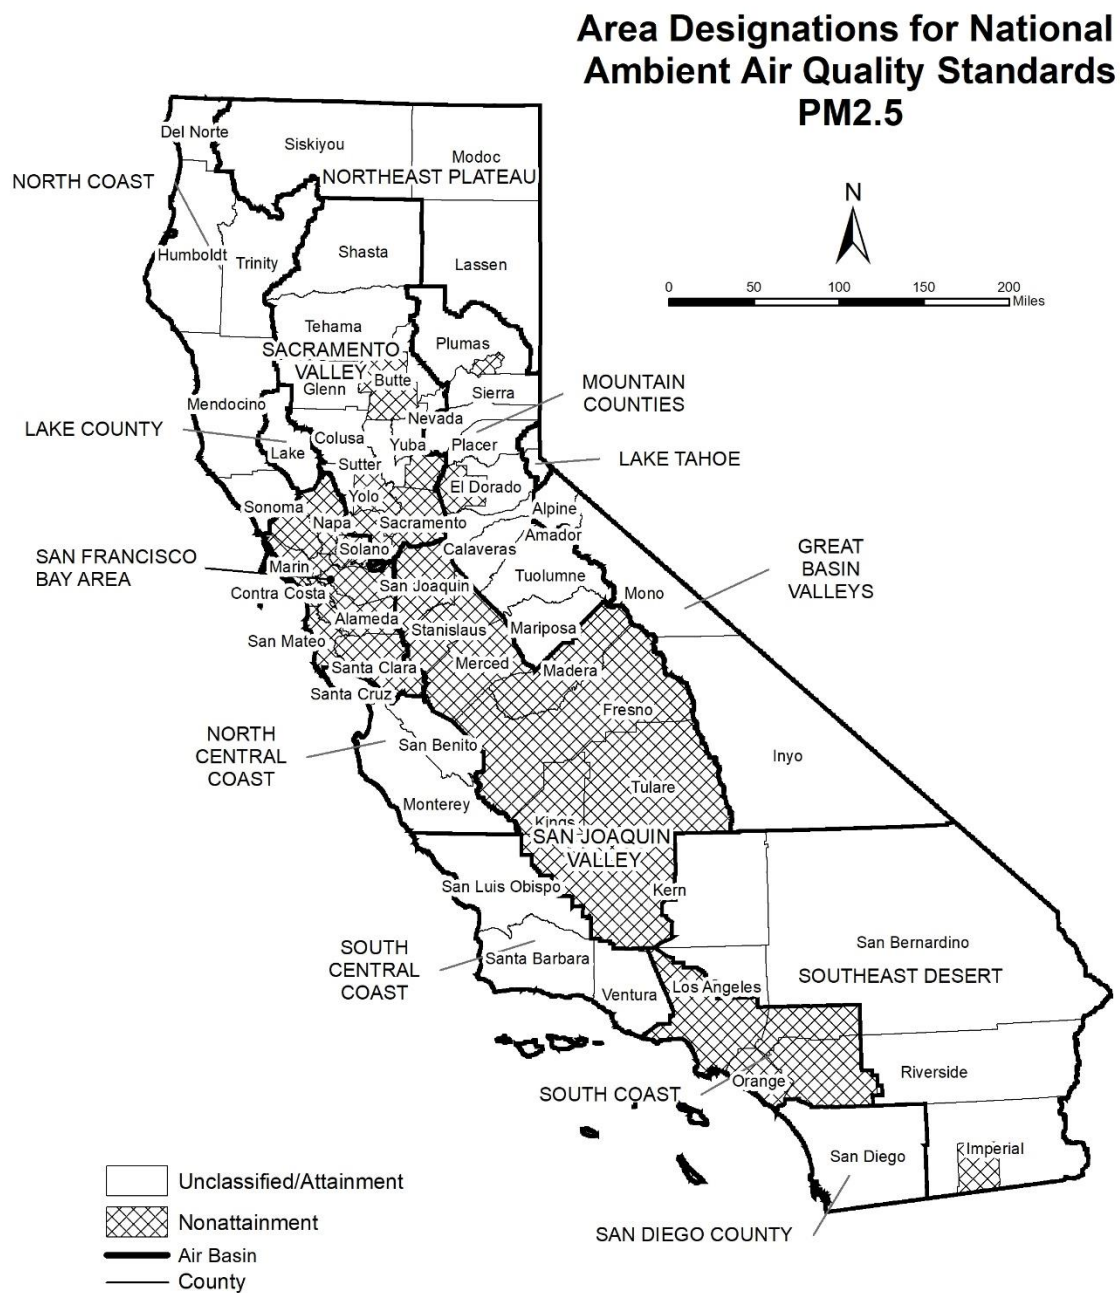 Area Designations for National
Ambient Air Quality Standards
PM2.5
Del Norte
Siskiyou
Modoc
NORTHEAST PLATEAU
NORTH COAST
N
Humboldt
Trinity
Shasta
Lassen
0 50 100 150 200
Miles
Tehama
SACRAMENTO
VALLEY
Plumas
Glenn
Butte
Sierra
MOUNTAIN
COUNTIES
Mendocino
Nevada
LAKE COUNTY
Colusa
Yuba
Placer
Lake
LAKE TAHOE
Sutter
El Dorado
Yolo
Sonoma
Alpine
Napa
Sacramento
Amador
SAN FRANCISCO
BAY AREA
Solano
Calaveras
GREAT
BASIN
VALLEYS
Marin
Tuolumne
Contra Costa
San Joaquin
Mono
Alameda
Stanislaus
Mariposa
San Mateo
Santa Clara
Merced
Madera
Santa Cruz
Fresno
NORTH
CENTRAL
COAST
San Benito
Inyo
Tulare
Monterey
Kings
SAN JOAQUIN
VALLEY
San Luis Obispo
Kern
San Bernardino
SOUTH
CENTRAL
COAST
Santa Barbara
SOUTHEAST DESERT
Ventura
Los Angeles
Riverside
Orange
SOUTH COAST
San Diego
Imperial
SAN DIEGO COUNTY
Unclassified/Attainment
Nonattainment
Air Basin
County